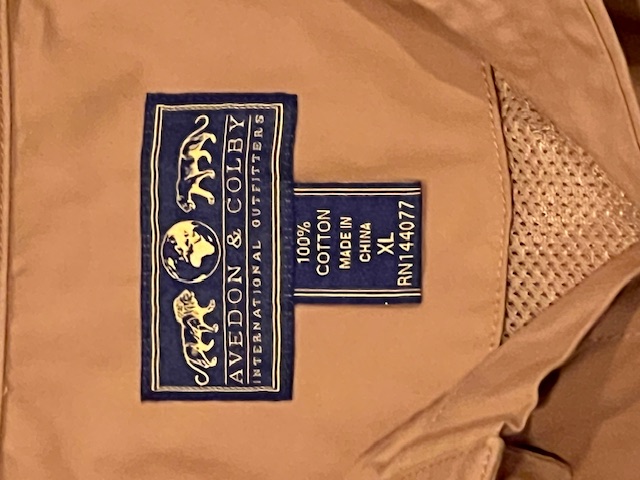 AVEDON & COLBY
INTERNATIONAL OUTFITTERS
100%
COTTON
MADE IN
CHINA
XL
RN144077